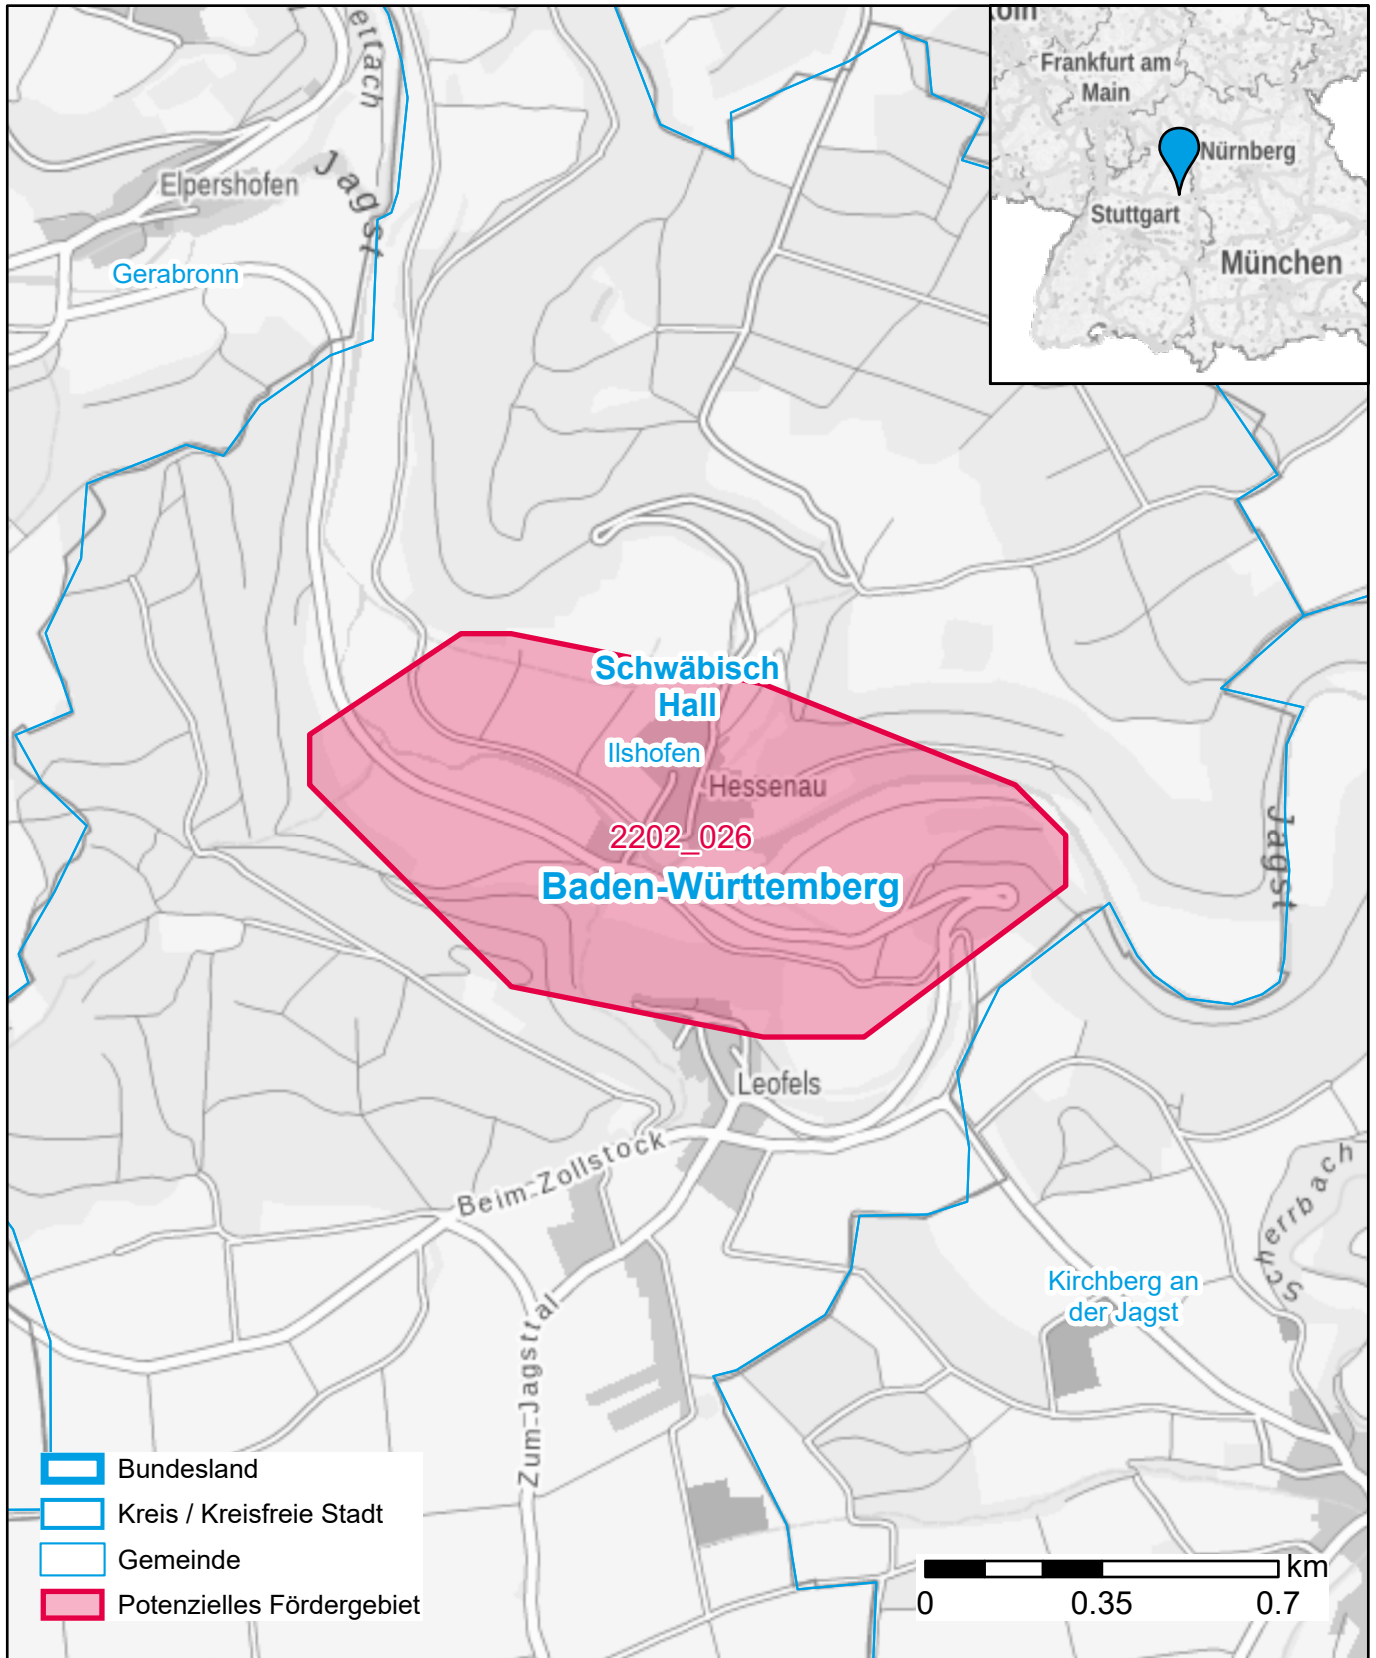 ettach
Jagst
Elpershofen
Gerabronn
Frankfurt am
Main
Nürnberg
Stuttgart
München
Schwäbisch
Hall
Ilshofen
Hessenau
2202_026
Baden-Württemberg
Jagst
Leofels
Beim-Zollstock
Zum-Jagsttal
Scherrbach
Kirchberg an
der Jagst
Bundesland
Kreis / Kreisfreie Stadt
Gemeinde
Potenzielles Fördergebiet
km
0 0.35 0.7